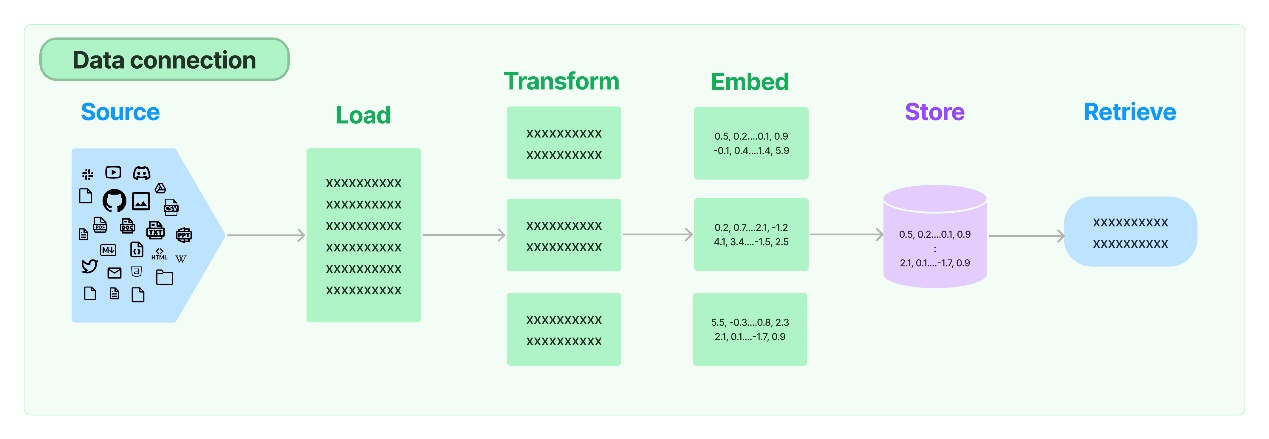 Data connection
Source
Load
Transform
Embed
Store
Retrieve
CSV
TXT
M↓
HTML
W
XXXXXXXXXX
XXXXXXXXXX
XXXXXXXXXX
XXXXXXXXXX
XXXXXXXXXX
XXXXXXXXXX
XXXXXXXXXX
XXXXXXXXXX
XXXXXXXXXX
XXXXXXXXXX
XXXXXXXXXX
XXXXXXXXXX
0.5, 0.2....0.1, 0.9
-0.1, 0.4....1.4, 5.9
0.2, 0.7....2.1, -1.2
4.1, 3.4....-1.5, 2.5
5.5, -0.3....0.8, 2.3
2.1, 0.1....-1.7, 0.9
0.5, 0.2....0.1, 0.9
:
2.1, 0.1....-1.7, 0.9
XXXXXXXXXX
XXXXXXXXXX